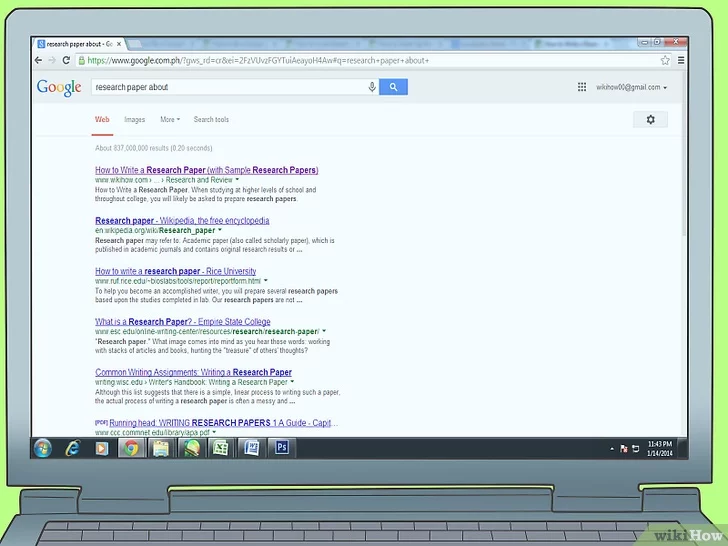 research paper about - G
https://www.google.com.ph/?gws_rd=cr&ei=2FzVUvzFGYTuiAeayoH4Aw#q=research+paper+about+
Google
research paper about
wikihow00@gmail.com
Web Images More Search tools
About 837,000,000 results (0.20 seconds)
How to Write a Research Paper (with Sample Research Papers)
www.wikihow.com › ... › Research and Review
How to Write a Research Paper. When studying at higher levels of school and
throughout college, you will likely be asked to prepare research papers.
Research paper - Wikipedia, the free encyclopedia
en.wikipedia.org/wiki/Research_paper
Research paper may refer to: Academic paper (also called scholarly paper), which is
published in academic journals and contains original research results or ...
How to write a research paper - Rice University
www.ruf.rice.edu/~bioslabs/tools/report/reportform.html
To help you become an accomplished writer, you will prepare several research papers
based upon the studies completed in lab. Our research papers are not ...
What is a Research Paper? - Empire State College
www.esc.edu/online-writing-center/resources/research/research-paper/
"Research Paper." What image comes into mind as you hear those words: working
with stacks of articles and books, hunting the "treasure" of others' thoughts?
Common Writing Assignments: Writing a Research Paper
writing.wisc.edu › Writer's Handbook: Writing a Research Paper
Although this list suggests that there is a simple, linear process to writing such a paper,
the actual process of writing a research paper is often a messy and ...
[PDF] Running head: WRITING RESEARCH PAPERS 1 A Guide - Capit...
www.ccc.commnet.edu/library/apa.pdf
11:43 PM
1/14/2014
Ps
wikiHow